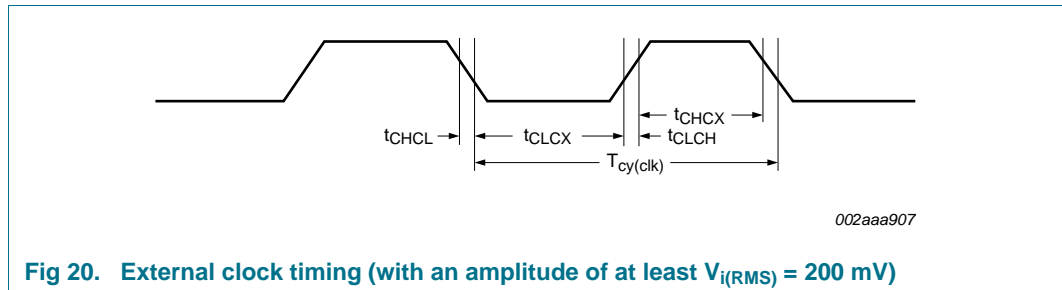 tCHCX
tCHCL tCLCX tCLCH
Tcy(clk)
002aaa907
Fig 20. External clock timing (with an amplitude of at least Vi(RMS) = 200 mV)